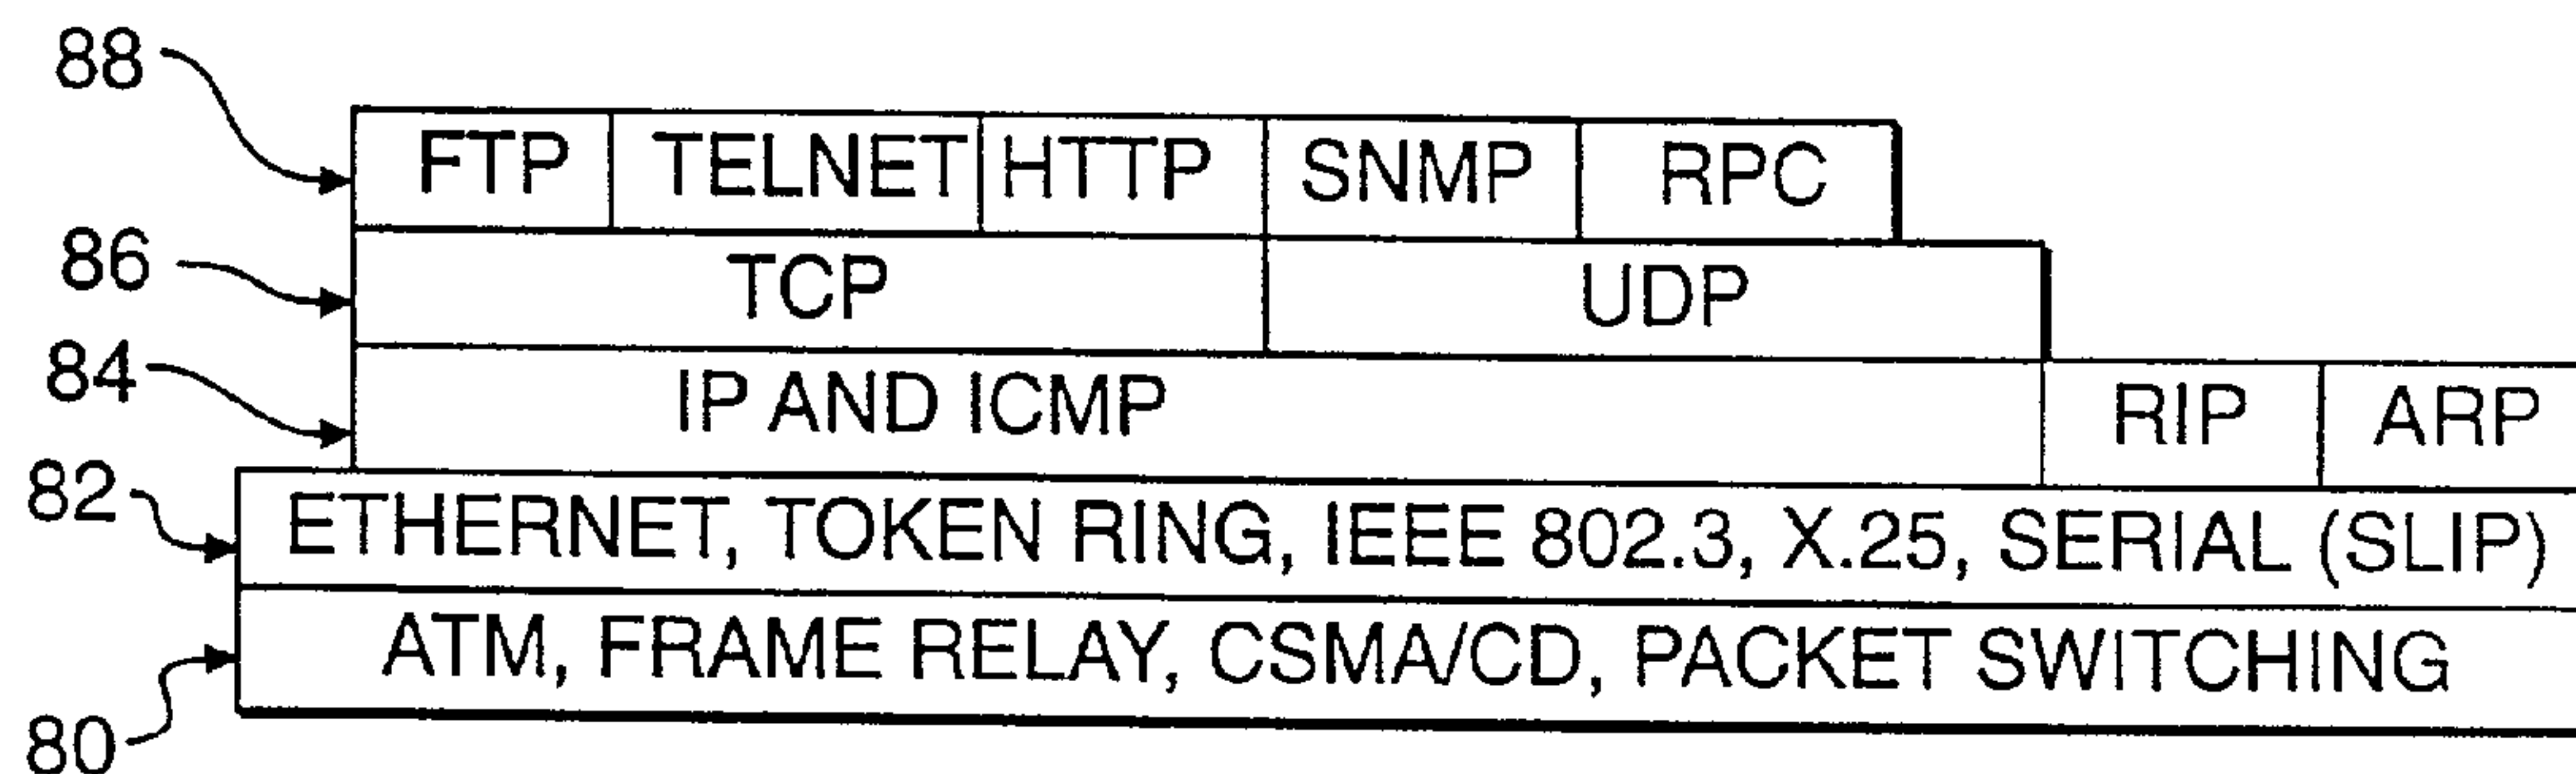 88
FTP TELNET HTTP SNMP RPC
86
TCP UDP
84
IP AND ICMP RIP ARP
82
ETHERNET, TOKEN RING, IEEE 802.3, X.25, SERIAL (SLIP)
ATM, FRAME RELAY, CSMA/CD, PACKET SWITCHING
80